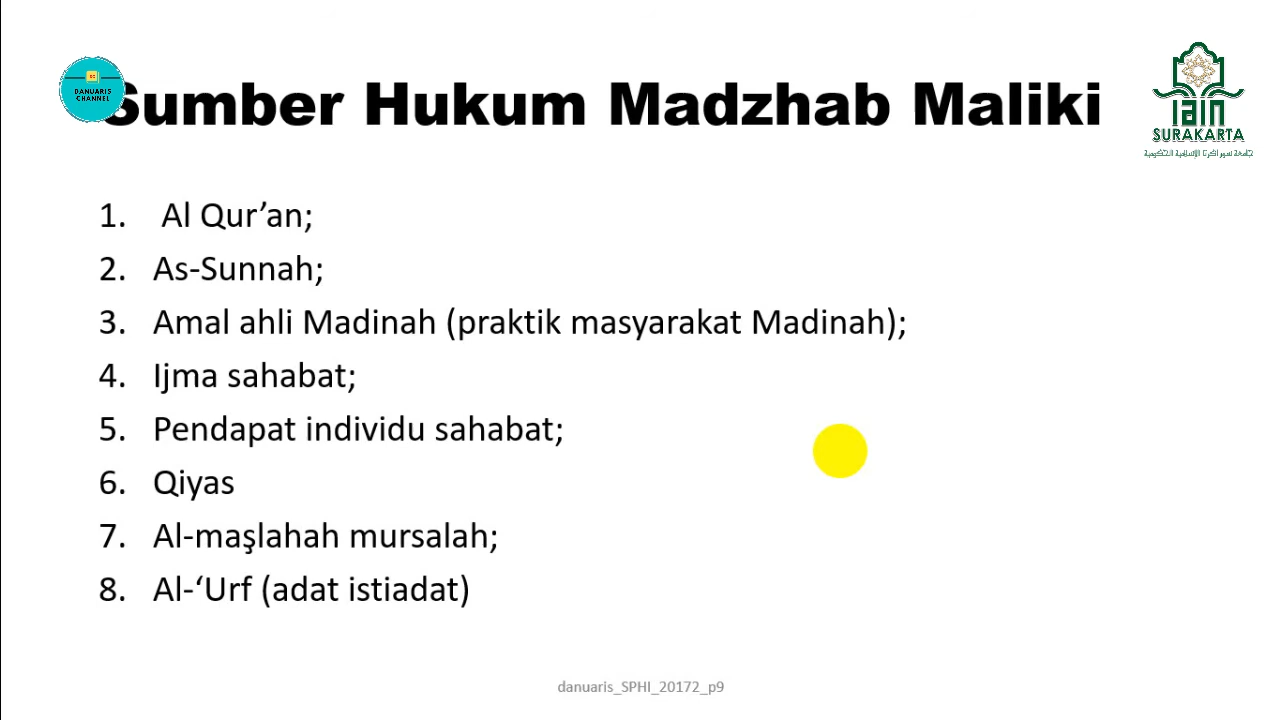 DANUARIS
CHANNEL
Sumber Hukum Madzhab Maliki
iain
SURAKARTA
1. Al Qur’an;
2. As-Sunnah;
3. Amal ahli Madinah (praktik masyarakat Madinah);
4. Ijma sahabat;
5. Pendapat individu sahabat;
6. Qiyas
7. Al-maşlahah mursalah;
8. Al-‘Urf (adat istiadat)
danuaris_SPHI_20172_p9